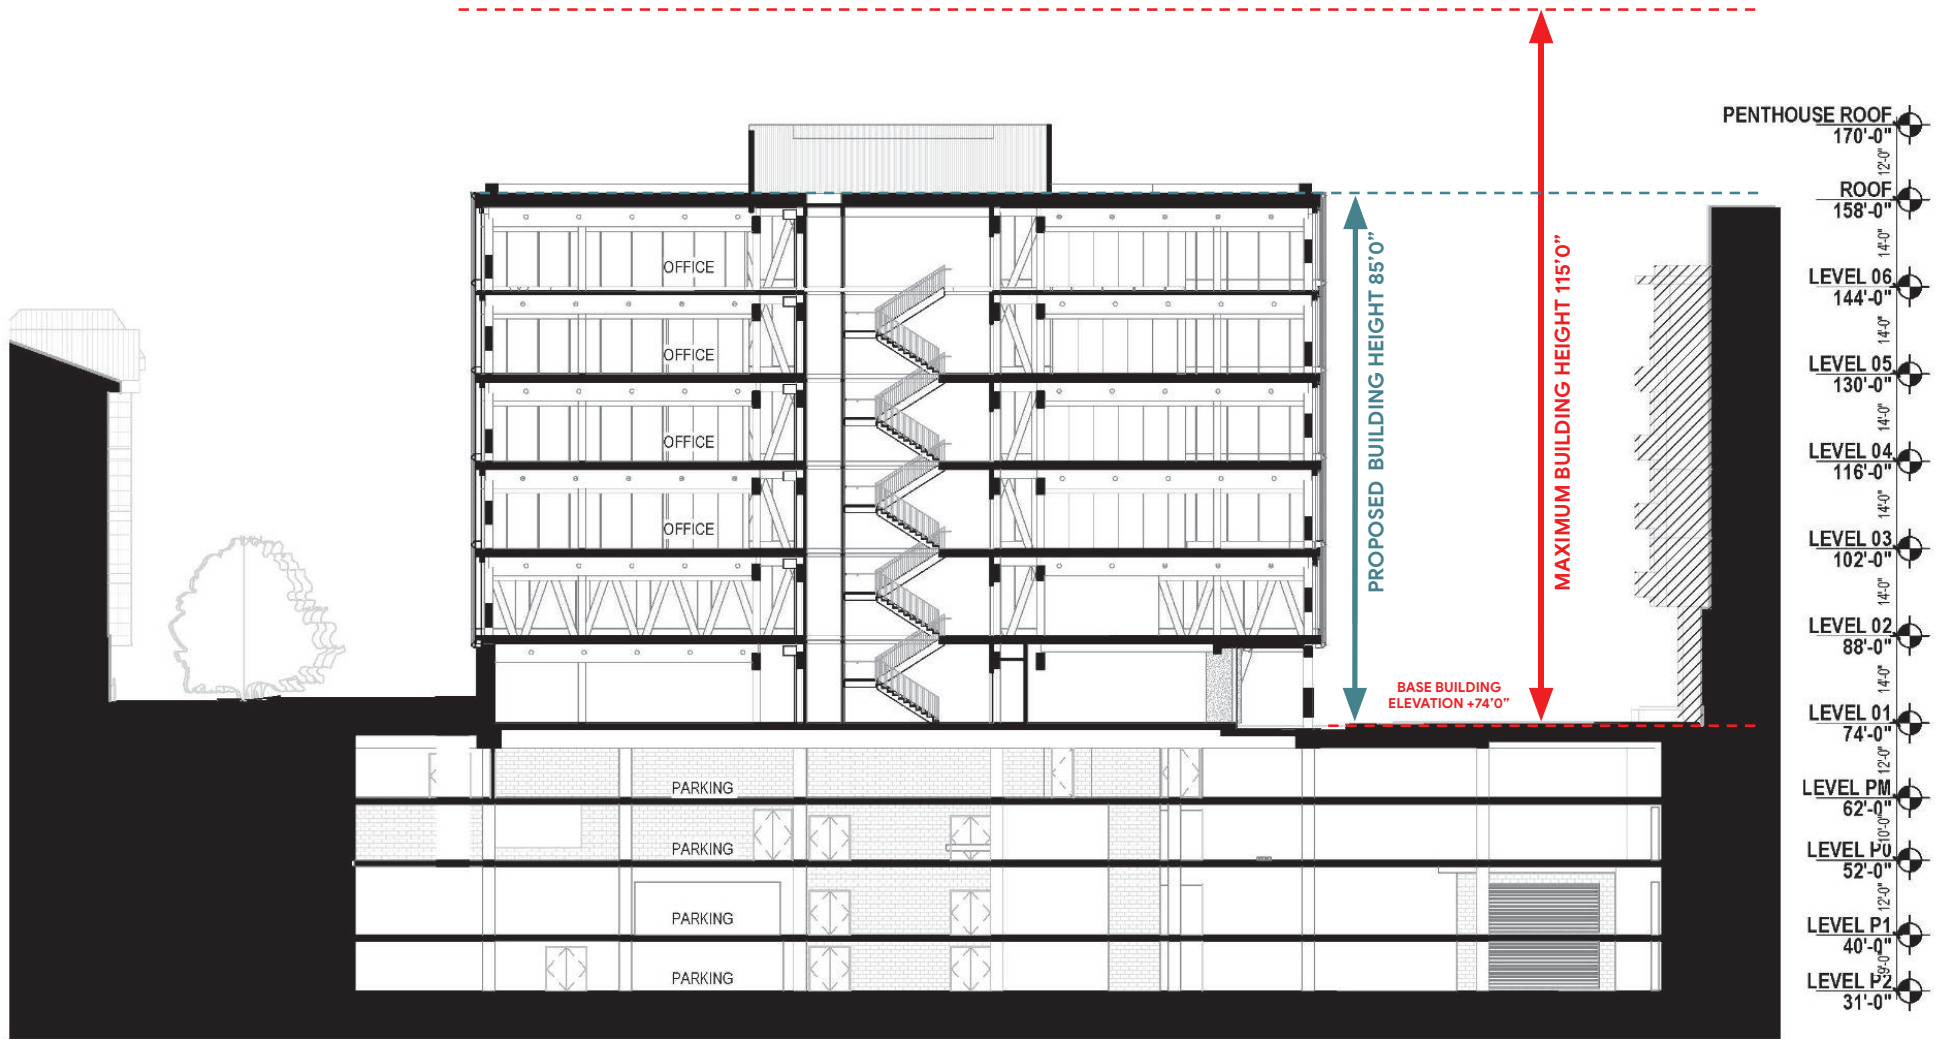 PENTHOUSE ROOF
170'-0"
12'-0"
ROOF
158'-0"
14'-0"
LEVEL 06
144'-0"
14'-0"
LEVEL 05
130'-0"
14'-0"
LEVEL 04
116'-0"
14'-0"
LEVEL 03
102'-0"
14'-0"
LEVEL 02
88'-0"
14'-0"
LEVEL 01
74'-0"
12'-0"
LEVEL PM
62'-0"
10'-0"
LEVEL P0
52'-0"
12'-0"
LEVEL P1
40'-0"
9'-0"
LEVEL P2
31'-0"
OFFICE
OFFICE
OFFICE
OFFICE
PROPOSED BUILDING HEIGHT 85'0"
MAXIMUM BUILDING HEIGHT 115'0"
BASE BUILDING
ELEVATION +74'0"
PARKING
PARKING
PARKING
PARKING